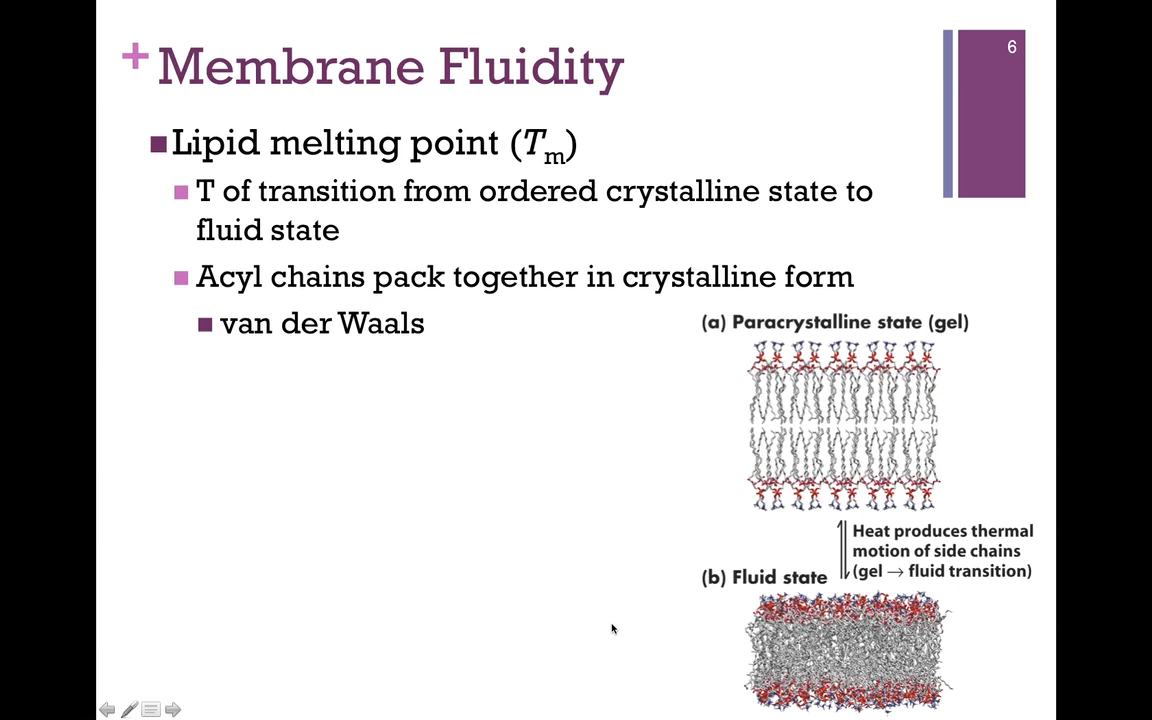 + Membrane Fluidity
6
Lipid melting point (Tm)
T of transition from ordered crystalline state to
fluid state
Acyl chains pack together in crystalline form
van der Waals
(a) Paracrystalline state (gel)
Heat produces thermal
motion of side chains
(gel → fluid transition)
(b) Fluid state